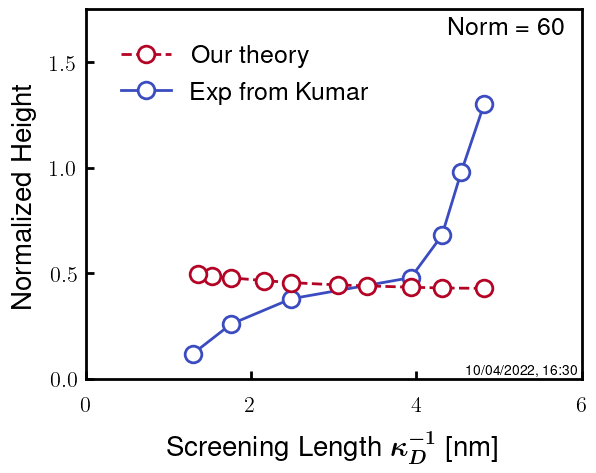 Norm = 60
Our theory
Exp from Kumar
Normalized Height
1.5
1.0
0.5
0.0
10/04/2022, 16:30
0 2 4 6
Screening Length κ_D^{-1} [nm]